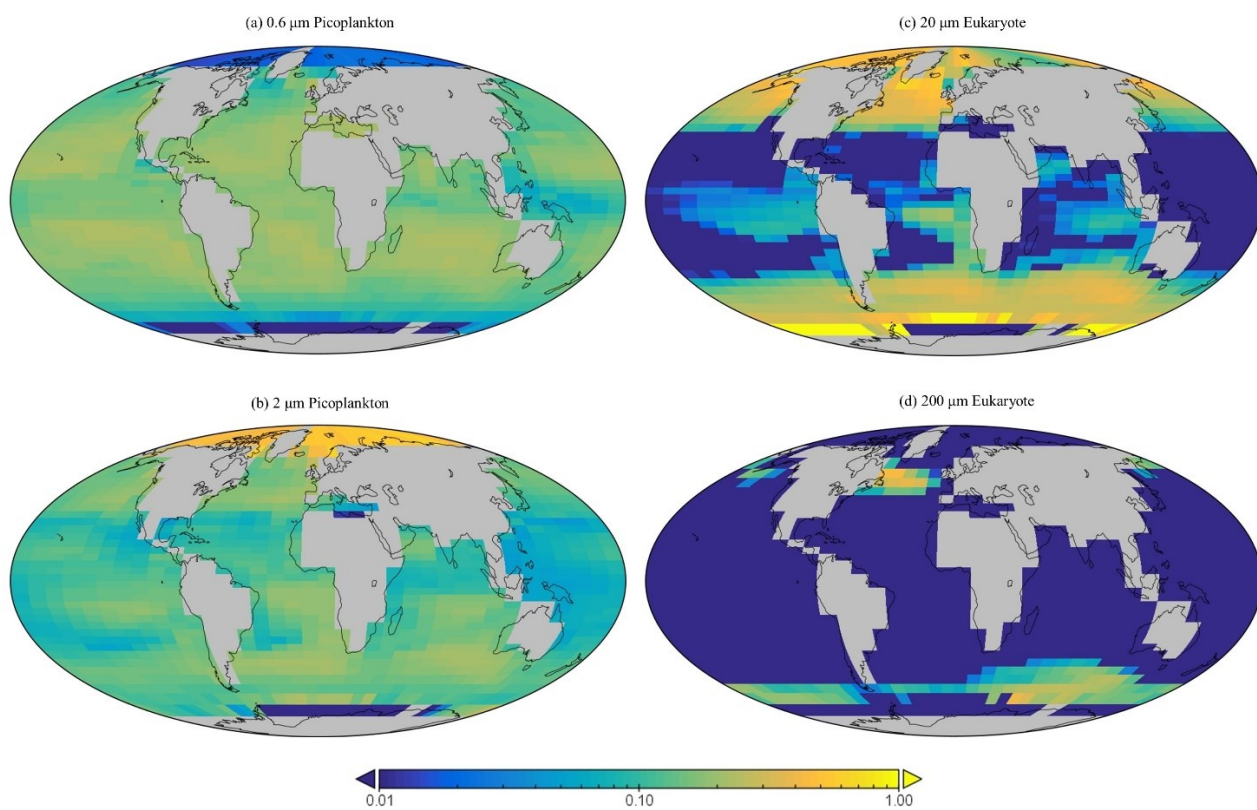 (a) 0.6 μm Picoplankton
(c) 20 μm Eukaryote
(b) 2 μm Picoplankton
(d) 200 μm Eukaryote
0.01
0.10
1.00